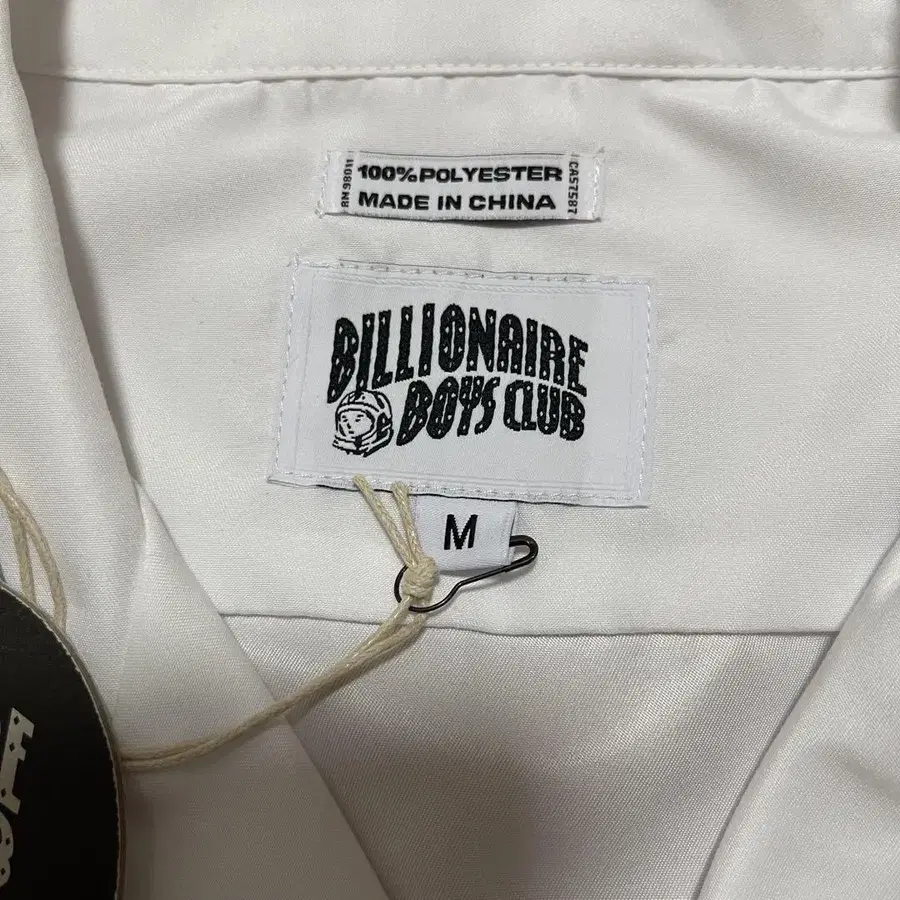 RN 98011
100% POLYESTER
MADE IN CHINA
CA57587
BILLIONAIRE
BOYS CLUB
M